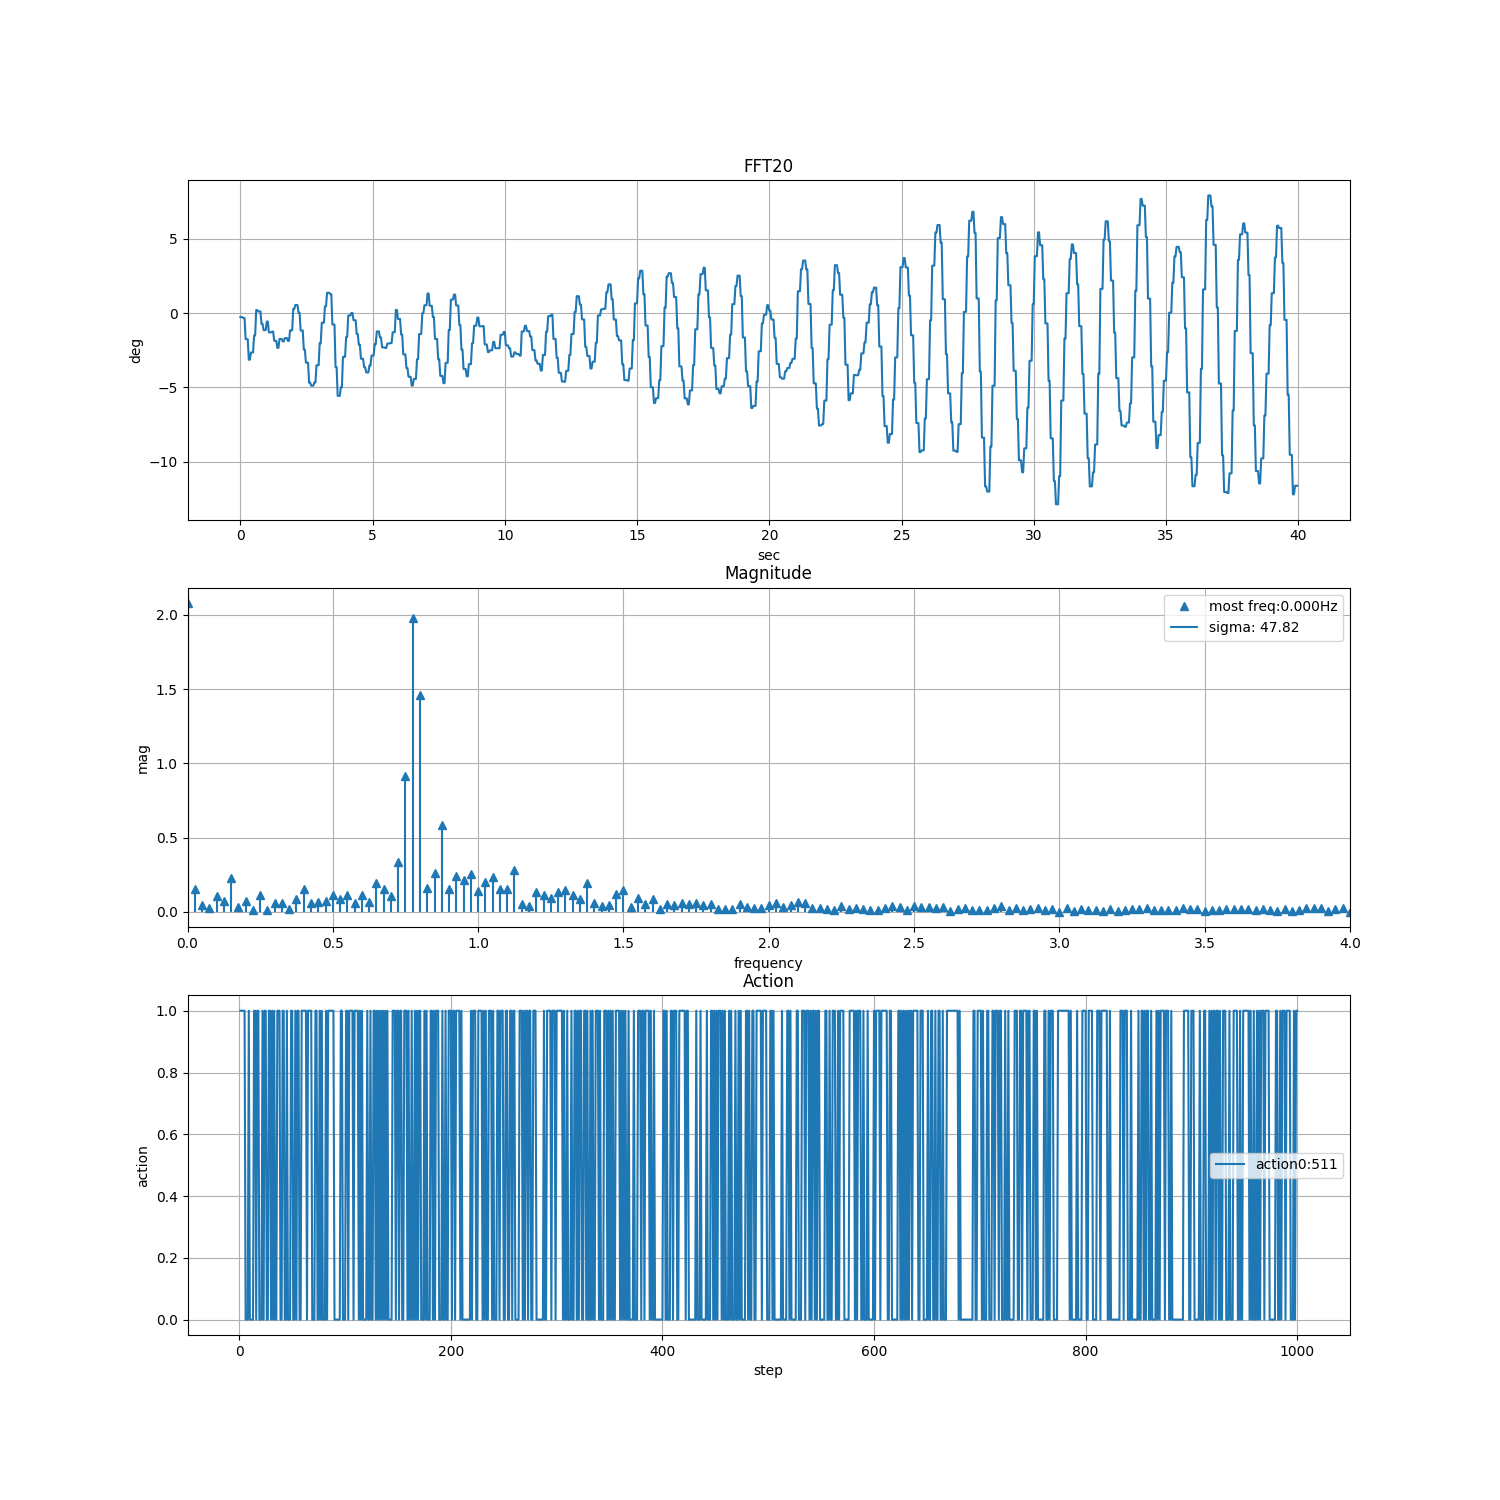 FFT20
5
0
−5
−10
deg
0 5 10 15 20 25 30 35 40
sec
Magnitude
2.0
1.5
1.0
0.5
0.0
mag
most freq:0.000Hz
sigma: 47.82
0.0 0.5 1.0 1.5 2.0 2.5 3.0 3.5 4.0
frequency
Action
1.0
0.8
0.6
0.4
0.2
0.0
action
action0:511
0 200 400 600 800 1000
step